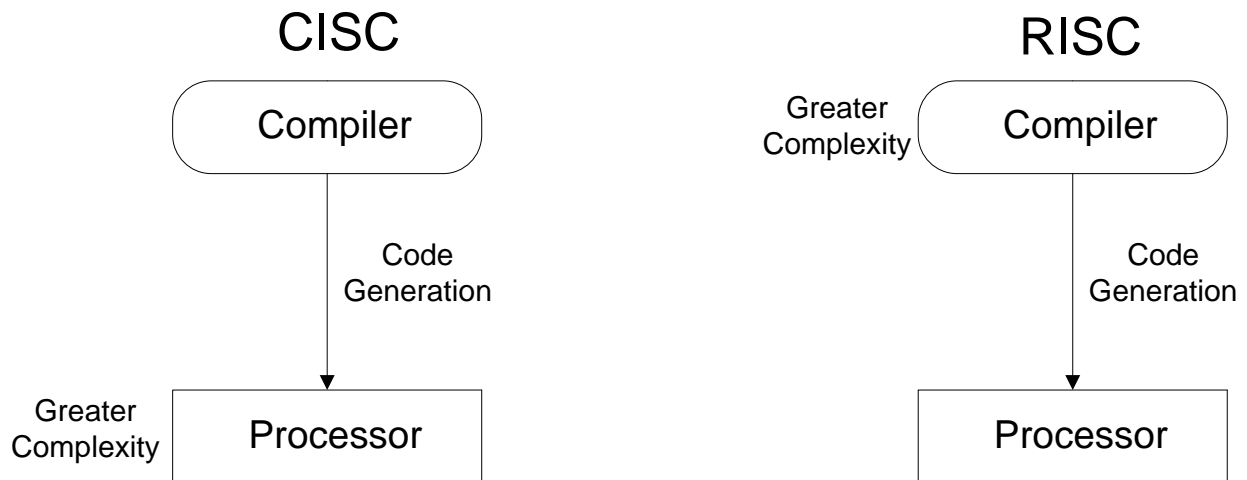 CISC
Compiler
Code
Generation
Greater
Complexity
Processor
RISC
Greater
Complexity
Compiler
Code
Generation
Processor